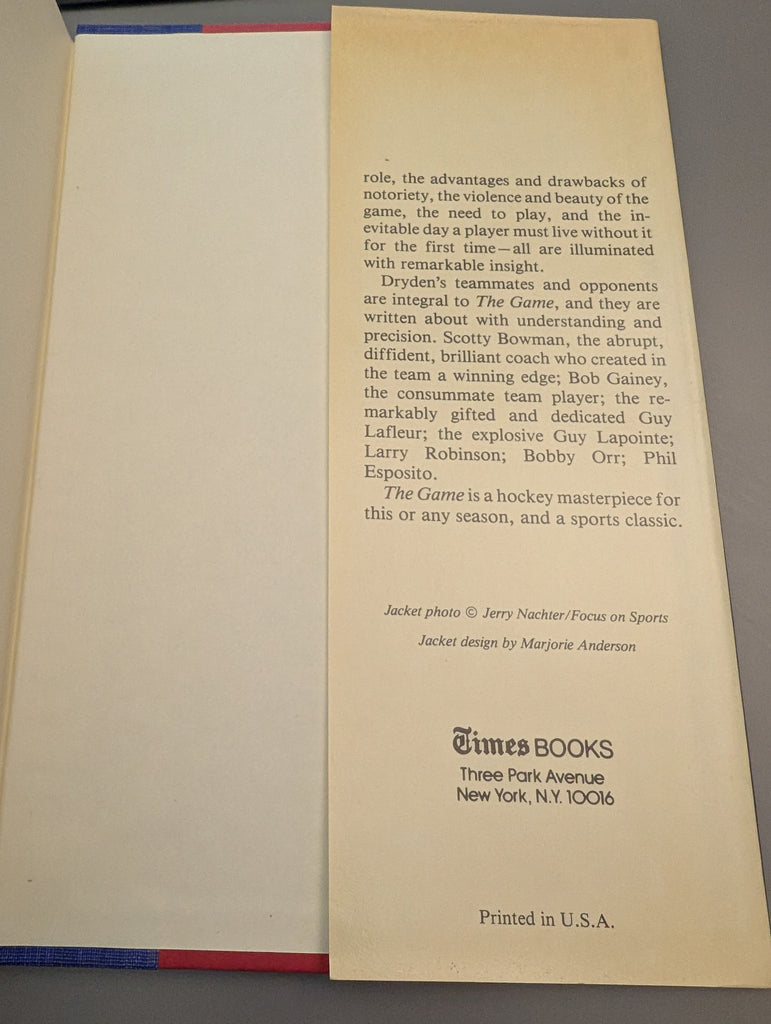 role, the advantages and drawbacks of
notoriety, the violence and beauty of the
game, the need to play, and the in-
evitable day a player must live without it
for the first time—all are illuminated
with remarkable insight.
Dryden's teammates and opponents
are integral to The Game, and they are
written about with understanding and
precision. Scotty Bowman, the abrupt,
diffident, brilliant coach who created in
the team a winning edge; Bob Gainey,
the consummate team player; the re-
markably gifted and dedicated Guy
Lafleur; the explosive Guy Lapointe;
Larry Robinson; Bobby Orr; Phil
Esposito.
The Game is a hockey masterpiece for
this or any season, and a sports classic.
Jacket photo © Jerry Nachter/Focus on Sports
Jacket design by Marjorie Anderson
Times BOOKS
Three Park Avenue
New York, N.Y. 10016
Printed in U.S.A.